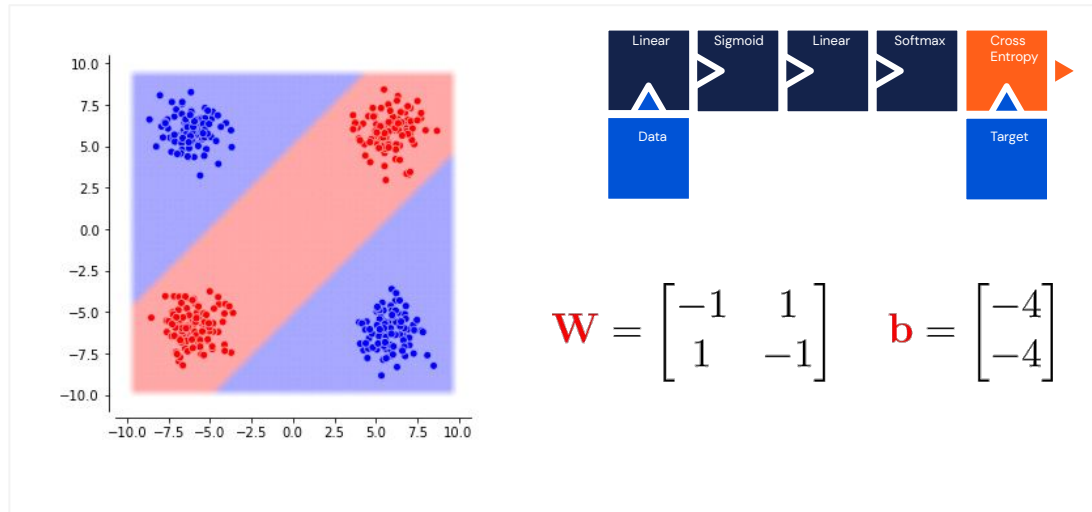 Linear Sigmoid Linear Softmax Cross
Entropy
Data Target
10.0
7.5
5.0
2.5
0.0
−2.5
−5.0
−7.5
−10.0
−10.0 −7.5 −5.0 −2.5 0.0 2.5 5.0 7.5 10.0
W = [−1 1
1 −1]
b = [−4
−4]